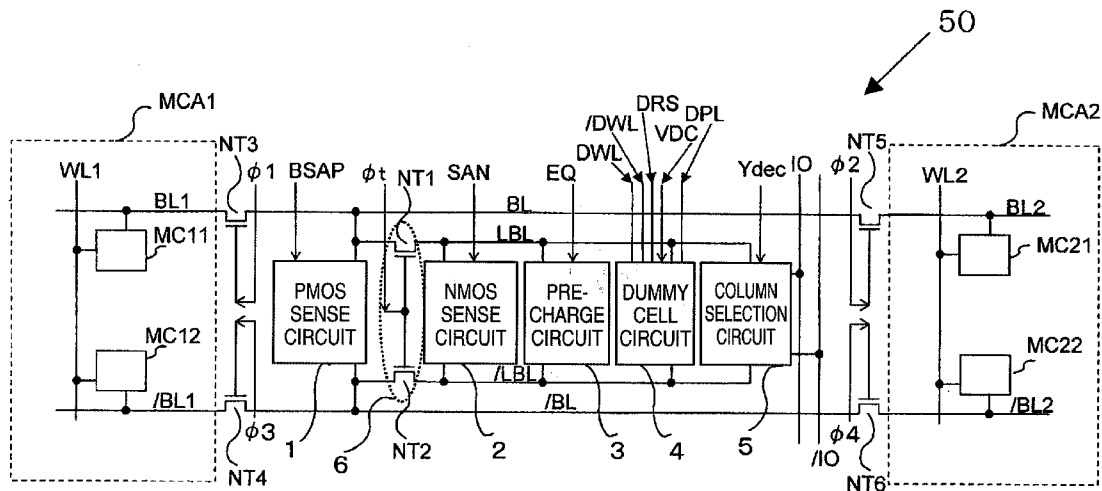 50
MCA1
DRS
DPL
MCA2
/DWL
VDC
NT3
NT5
DWL
WL1
φ1
BSAP
φt
NT1
SAN
EQ
Ydec
IO
φ2
WL2
BL1
BL
BL2
LBL
MC11
MC21
PMOS
SENSE
CIRCUIT
NMOS
SENSE
CIRCUIT
PRE-
CHARGE
CIRCUIT
DUMMY
CELL
CIRCUIT
COLUMN
SELECTION
CIRCUIT
MC12
MC22
/LBL
/BL1
/BL
/BL2
φ3
1
6
NT2
2
3
4
5
/IO
φ4
NT4
NT6